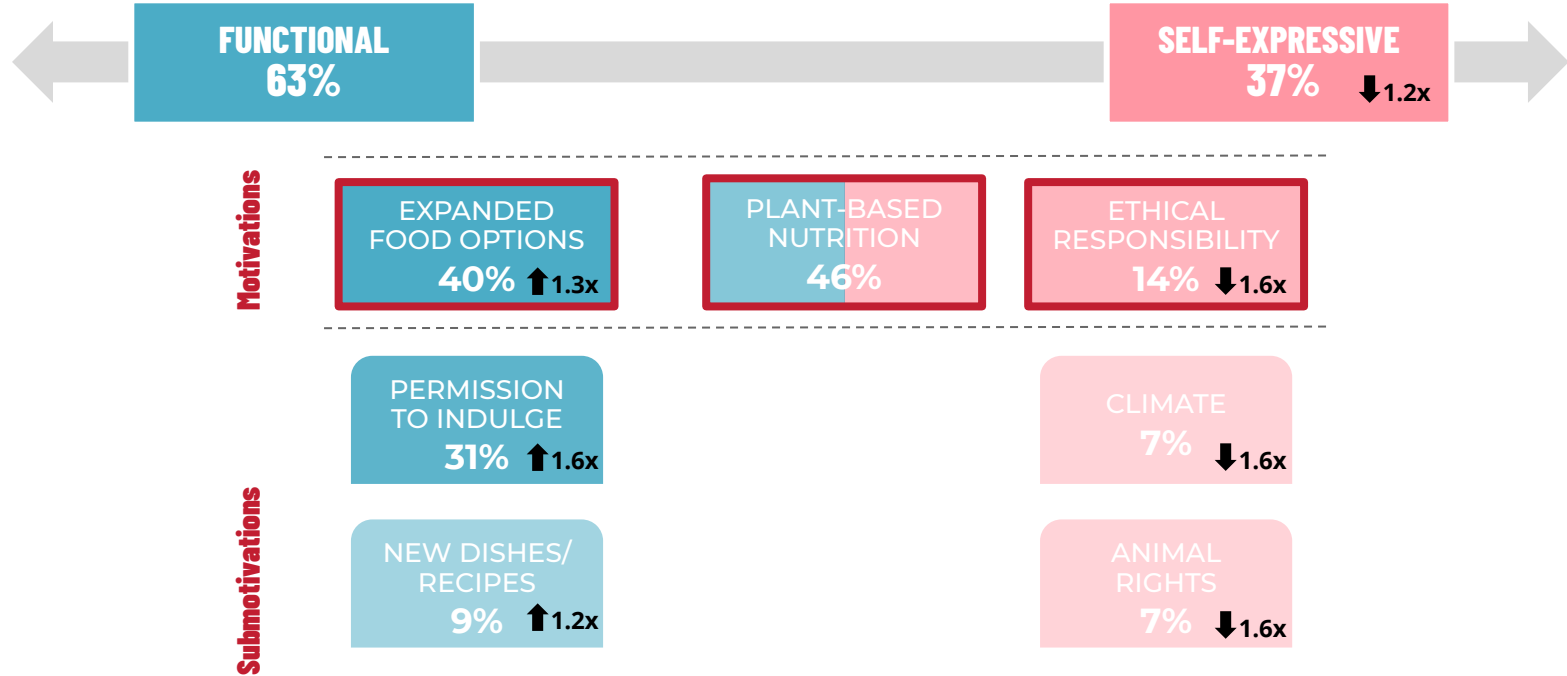 FUNCTIONAL
63%
SELF-EXPRESSIVE
37%
1.2x
Motivations
EXPANDED
FOOD OPTIONS
40%
1.3x
PLANT-BASED
NUTRITION
46%
ETHICAL
RESPONSIBILITY
14%
1.6x
Submotivations
PERMISSION
TO INDULGE
31%
1.6x
CLIMATE
7%
1.6x
NEW DISHES/
RECIPES
9%
1.2x
ANIMAL
RIGHTS
7%
1.6x